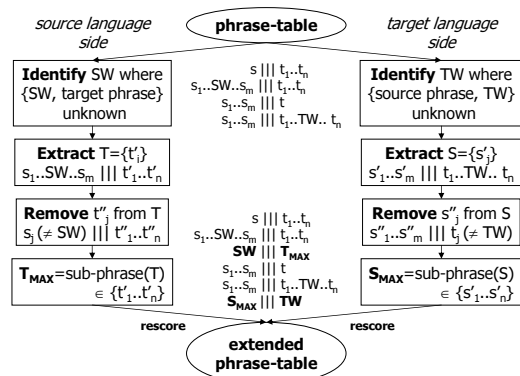 source language
side
phrase-table
target language
side
Identify SW where
{SW, target phrase}
unknown
Extract T={t'i}
s1..SW..sm ||| t'1..t'n
Remove t"j from T
sj(≠ SW) ||| t"1..t"n
TMAX=sub-phrase(T)
∈ {t'1..t'n}
s ||| t1..tn
s1..SW..sm ||| t1..tn
s1..sm ||| t
s1..sm ||| t1..TW.. tn
s ||| t1..tn
s1..SW..sm ||| t1..tn
SW ||| TMAX
s1..sm ||| t
s1..sm ||| t1..TW..tn
SMAX ||| TW
Identify TW where
{source phrase, TW}
unknown
Extract S={s'j}
s'1..s'm ||| t1..TW.. tn
Remove s"j from S
s"1..s"m ||| tj(≠ TW)
SMAX=sub-phrase(S)
∈ {s'1..s'n}
rescore
rescore
extended
phrase-table